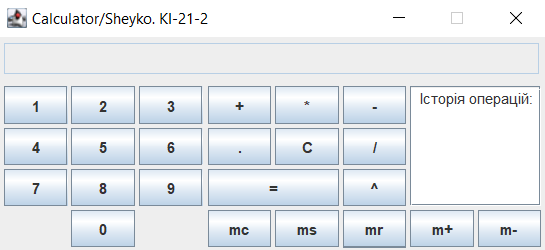 Calculator/Sheyko. KI-21-2
1 2 3 + * - Історія операцій:
4 5 6 . C /
7 8 9 = ^
0 mc ms mr m+ m-